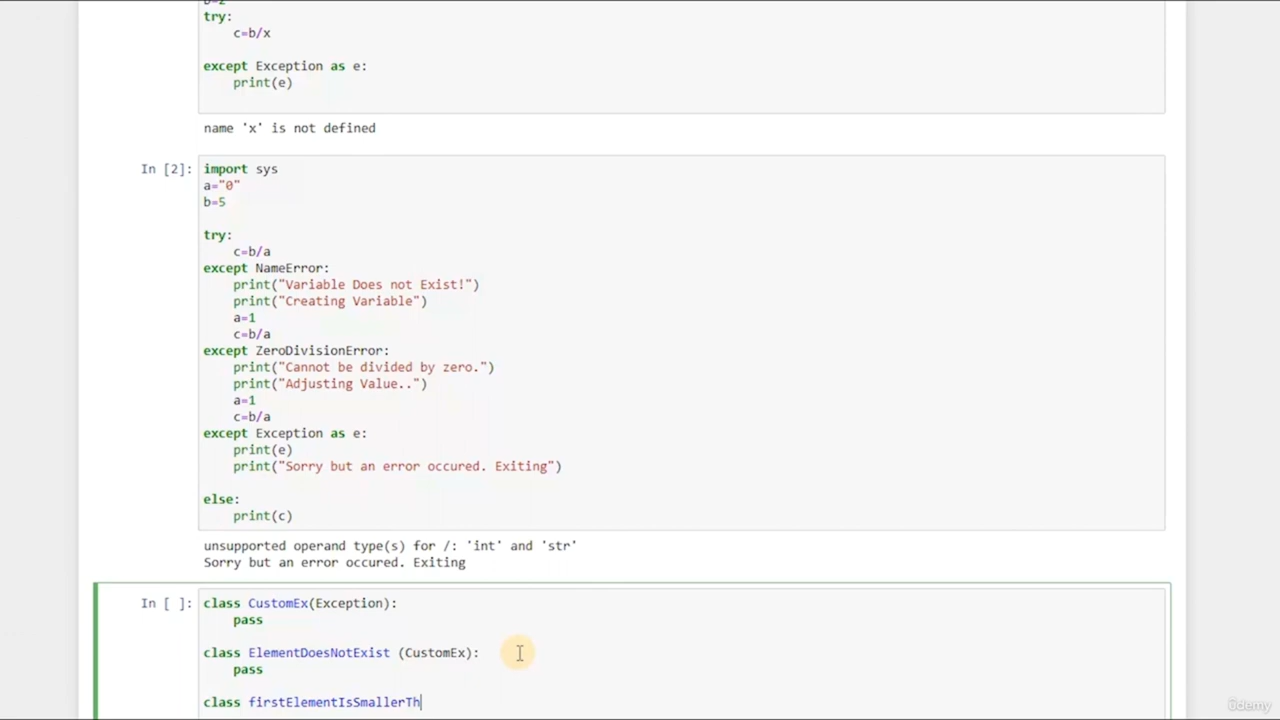 b=2
try:
    c=b/x
except Exception as e:
    print(e)
name 'x' is not defined
In [2]:
import sys
a="0"
b=5
try:
    c=b/a
except NameError:
    print("Variable Does not Exist!")
    print("Creating Variable")
    a=1
    c=b/a
except ZeroDivisionError:
    print("Cannot be divided by zero.")
    print("Adjusting Value..")
    a=1
    c=b/a
except Exception as e:
    print(e)
    print("Sorry but an error occured. Exiting")
else:
    print(c)
unsupported operand type(s) for /: 'int' and 'str'
Sorry but an error occured. Exiting
In [ ]:
class CustomEx(Exception):
    pass
class ElementDoesNotExist (CustomEx):
    pass
class firstElementIsSmallerTh
ûdemy